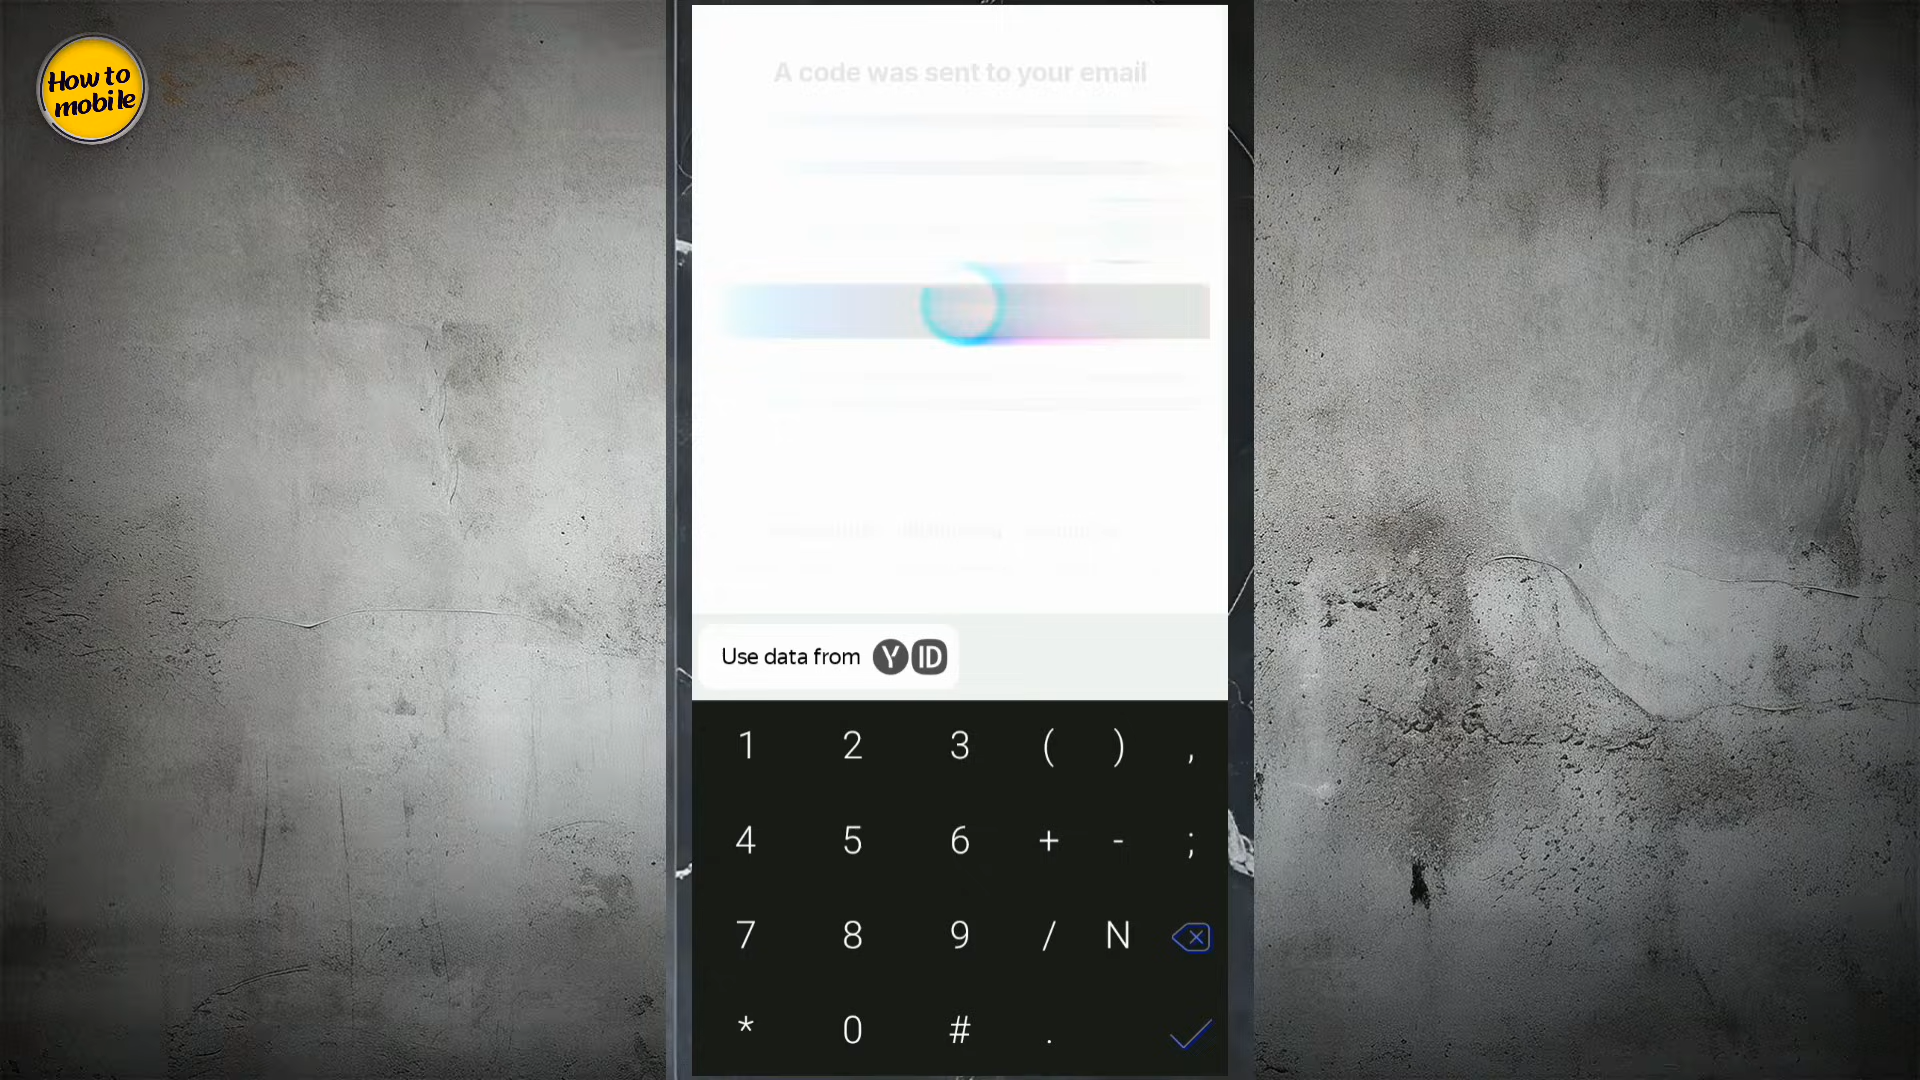 How to
mobile
A code was sent to your email
Use data from Y ID
1 2 3 ( ) ,
4 5 6 + - ;
7 8 9 / N
* 0 # .